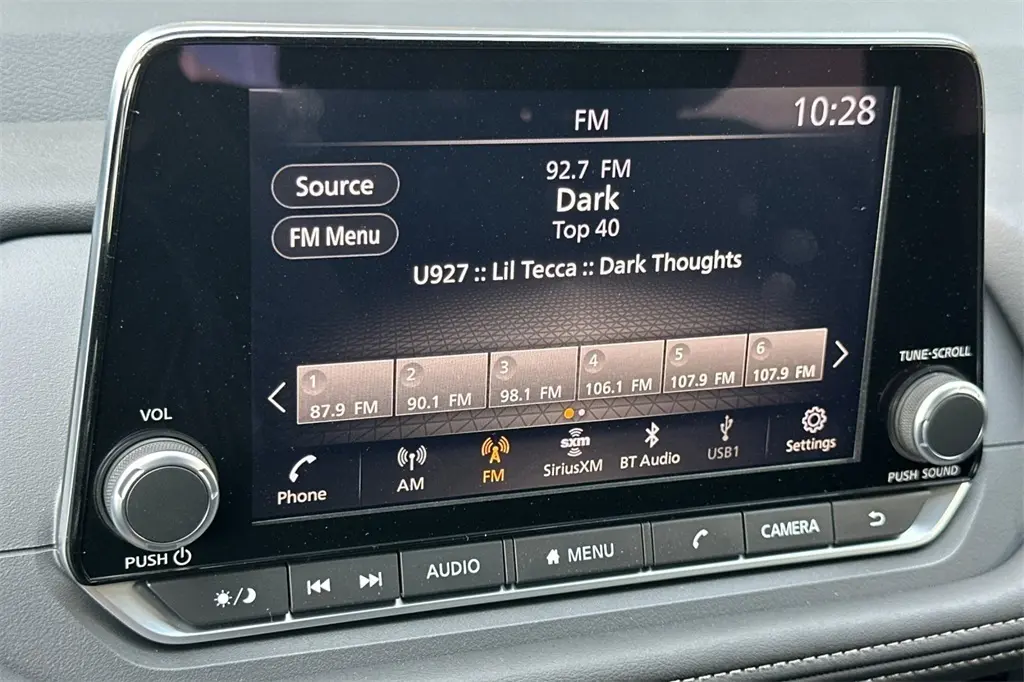 FM
10:28
Source
FM Menu
92.7 FM
Dark
Top 40
U927 :: Lil Tecca :: Dark Thoughts
1
87.9 FM
2
90.1 FM
3
98.1 FM
4
106.1 FM
5
107.9 FM
6
107.9 FM
Phone
AM
FM
sxm
SiriusXM
BT Audio
USB1
Settings
VOL
PUSH
TUNE·SCROLL
PUSH SOUND
AUDIO
MENU
CAMERA